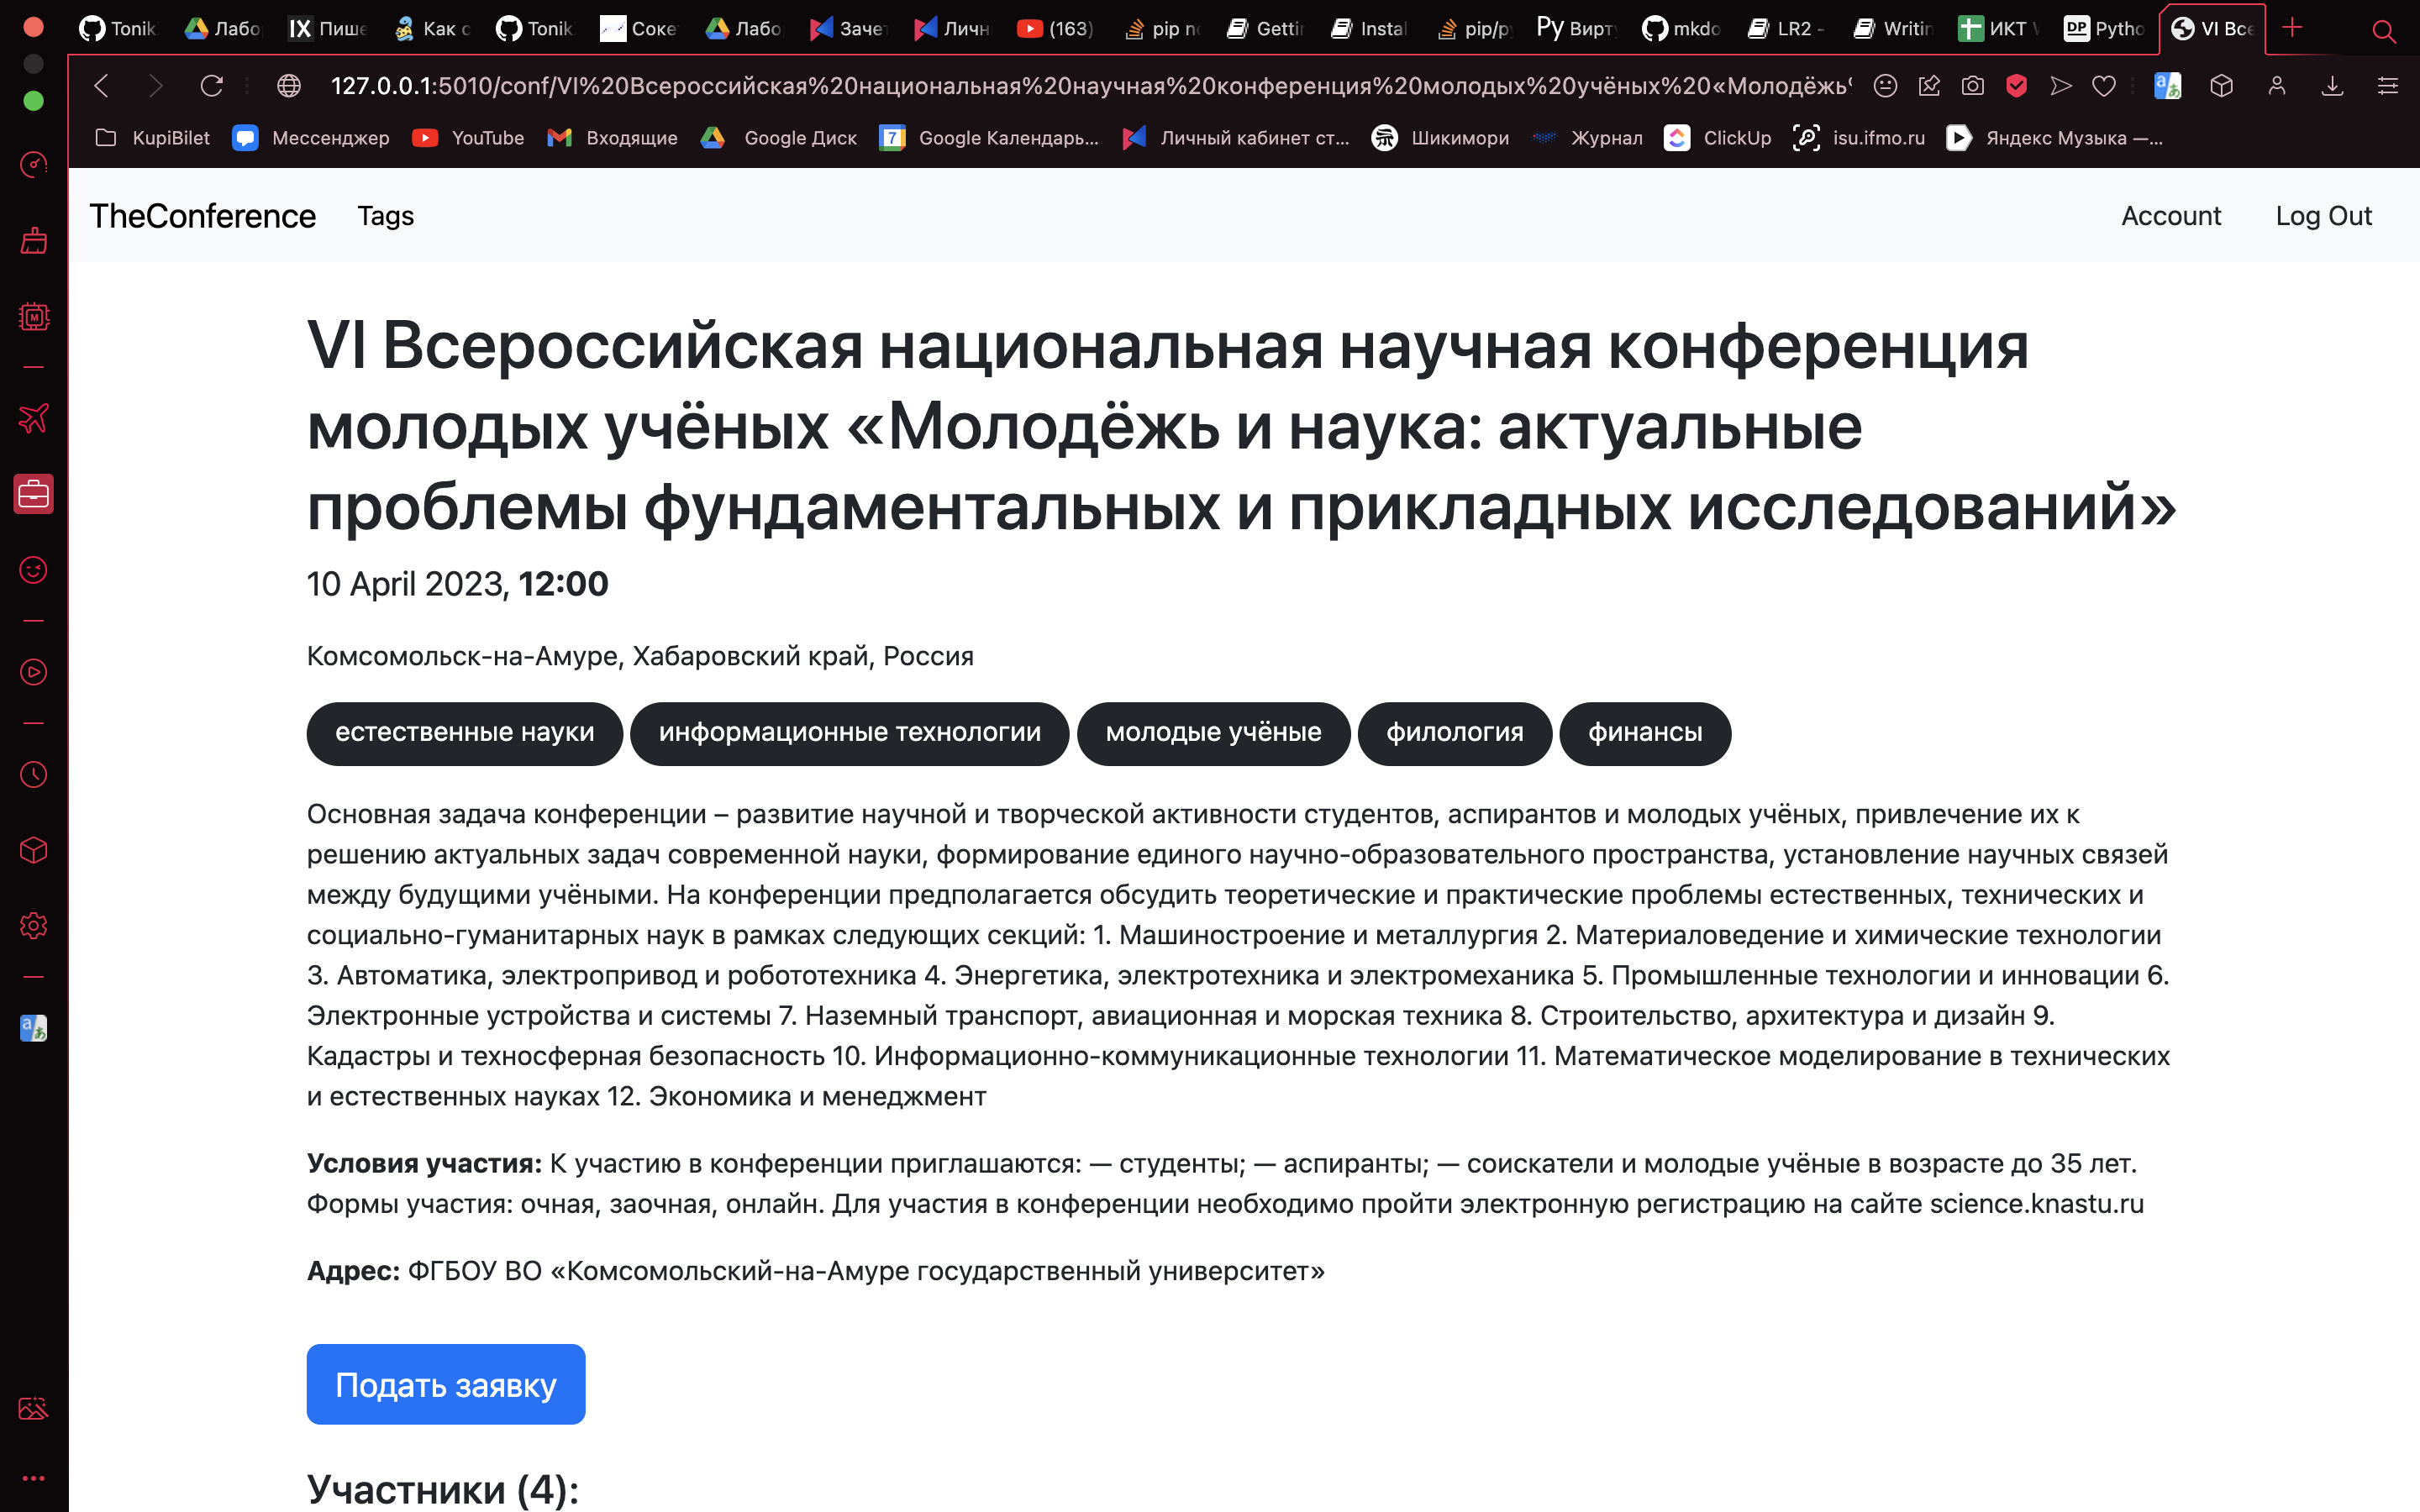 Tonik Лабо IX Пише Как с Tonik Соке Лабо Заче Личн (163) pip n Getti Instal pip/p Py Вирт mkdo LR2 - Writin ИКТ DP Pytho VI Все
127.0.0.1:5010/conf/VI%20Всероссийская%20национальная%20научная%20конференция%20молодых%20учёных%20«Молодёжь
KupiBilet Мессенджер YouTube Входящие Google Диск 7 Google Календарь... Личный кабинет ст... Шикимори Журнал ClickUp isu.ifmo.ru Яндекс Музыка —...
TheConference Tags Account Log Out
VI Всероссийская национальная научная конференция
молодых учёных «Молодёжь и наука: актуальные
проблемы фундаментальных и прикладных исследований»
10 April 2023, 12:00
Комсомольск-на-Амуре, Хабаровский край, Россия
естественные науки информационные технологии молодые учёные филология финансы
Основная задача конференции – развитие научной и творческой активности студентов, аспирантов и молодых учёных, привлечение их к
решению актуальных задач современной науки, формирование единого научно-образовательного пространства, установление научных связей
между будущими учёными. На конференции предполагается обсудить теоретические и практические проблемы естественных, технических и
социально-гуманитарных наук в рамках следующих секций: 1. Машиностроение и металлургия 2. Материаловедение и химические технологии
3. Автоматика, электропривод и робототехника 4. Энергетика, электротехника и электромеханика 5. Промышленные технологии и инновации 6.
Электронные устройства и системы 7. Наземный транспорт, авиационная и морская техника 8. Строительство, архитектура и дизайн 9.
Кадастры и техносферная безопасность 10. Информационно-коммуникационные технологии 11. Математическое моделирование в технических
и естественных науках 12. Экономика и менеджмент
Условия участия: К участию в конференции приглашаются: — студенты; — аспиранты; — соискатели и молодые учёные в возрасте до 35 лет.
Формы участия: очная, заочная, онлайн. Для участия в конференции необходимо пройти электронную регистрацию на сайте science.knastu.ru
Адрес: ФГБОУ ВО «Комсомольский-на-Амуре государственный университет»
Подать заявку
Участники (4):